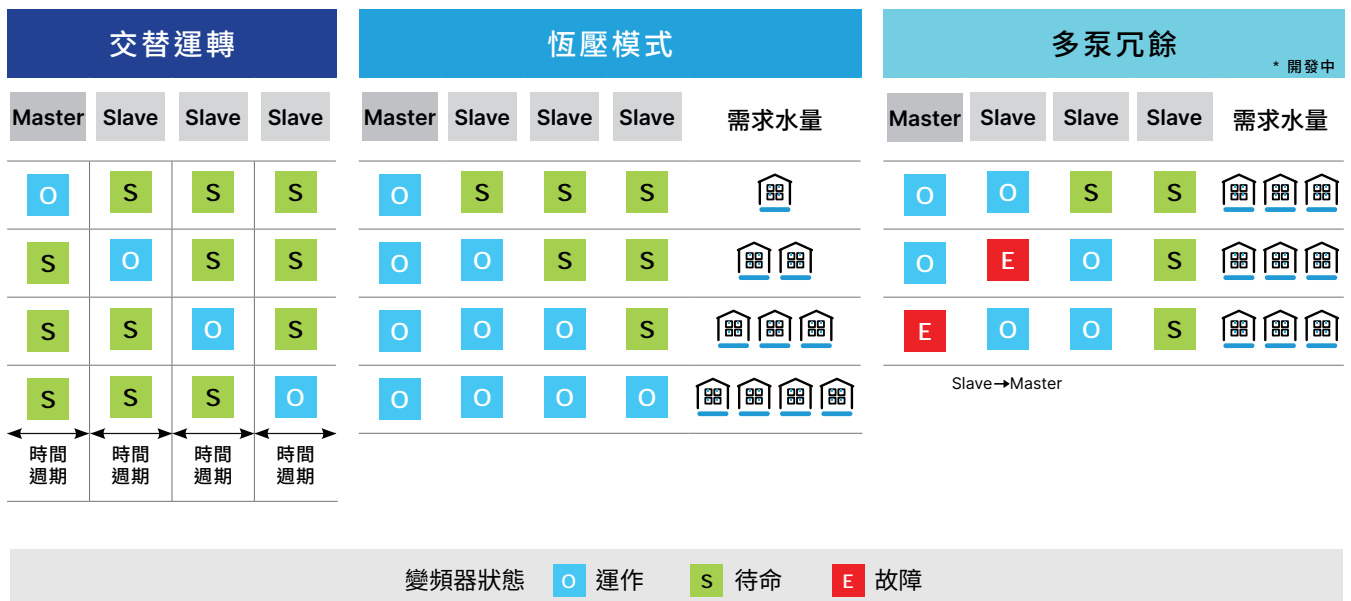 交替運轉
Master Slave Slave Slave
O S S S
S O S S
S S O S
S S S O
時間 時間 時間 時間
週期 週期 週期 週期
恆壓模式
Master Slave Slave Slave 需求水量
O S S S
O O S S
O O O S
O O O O
多泵冗餘
* 開發中
Master Slave Slave Slave 需求水量
O O S S
O E O S
E O O S
Slave→Master
變頻器狀態 O 運作 S 待命 E 故障